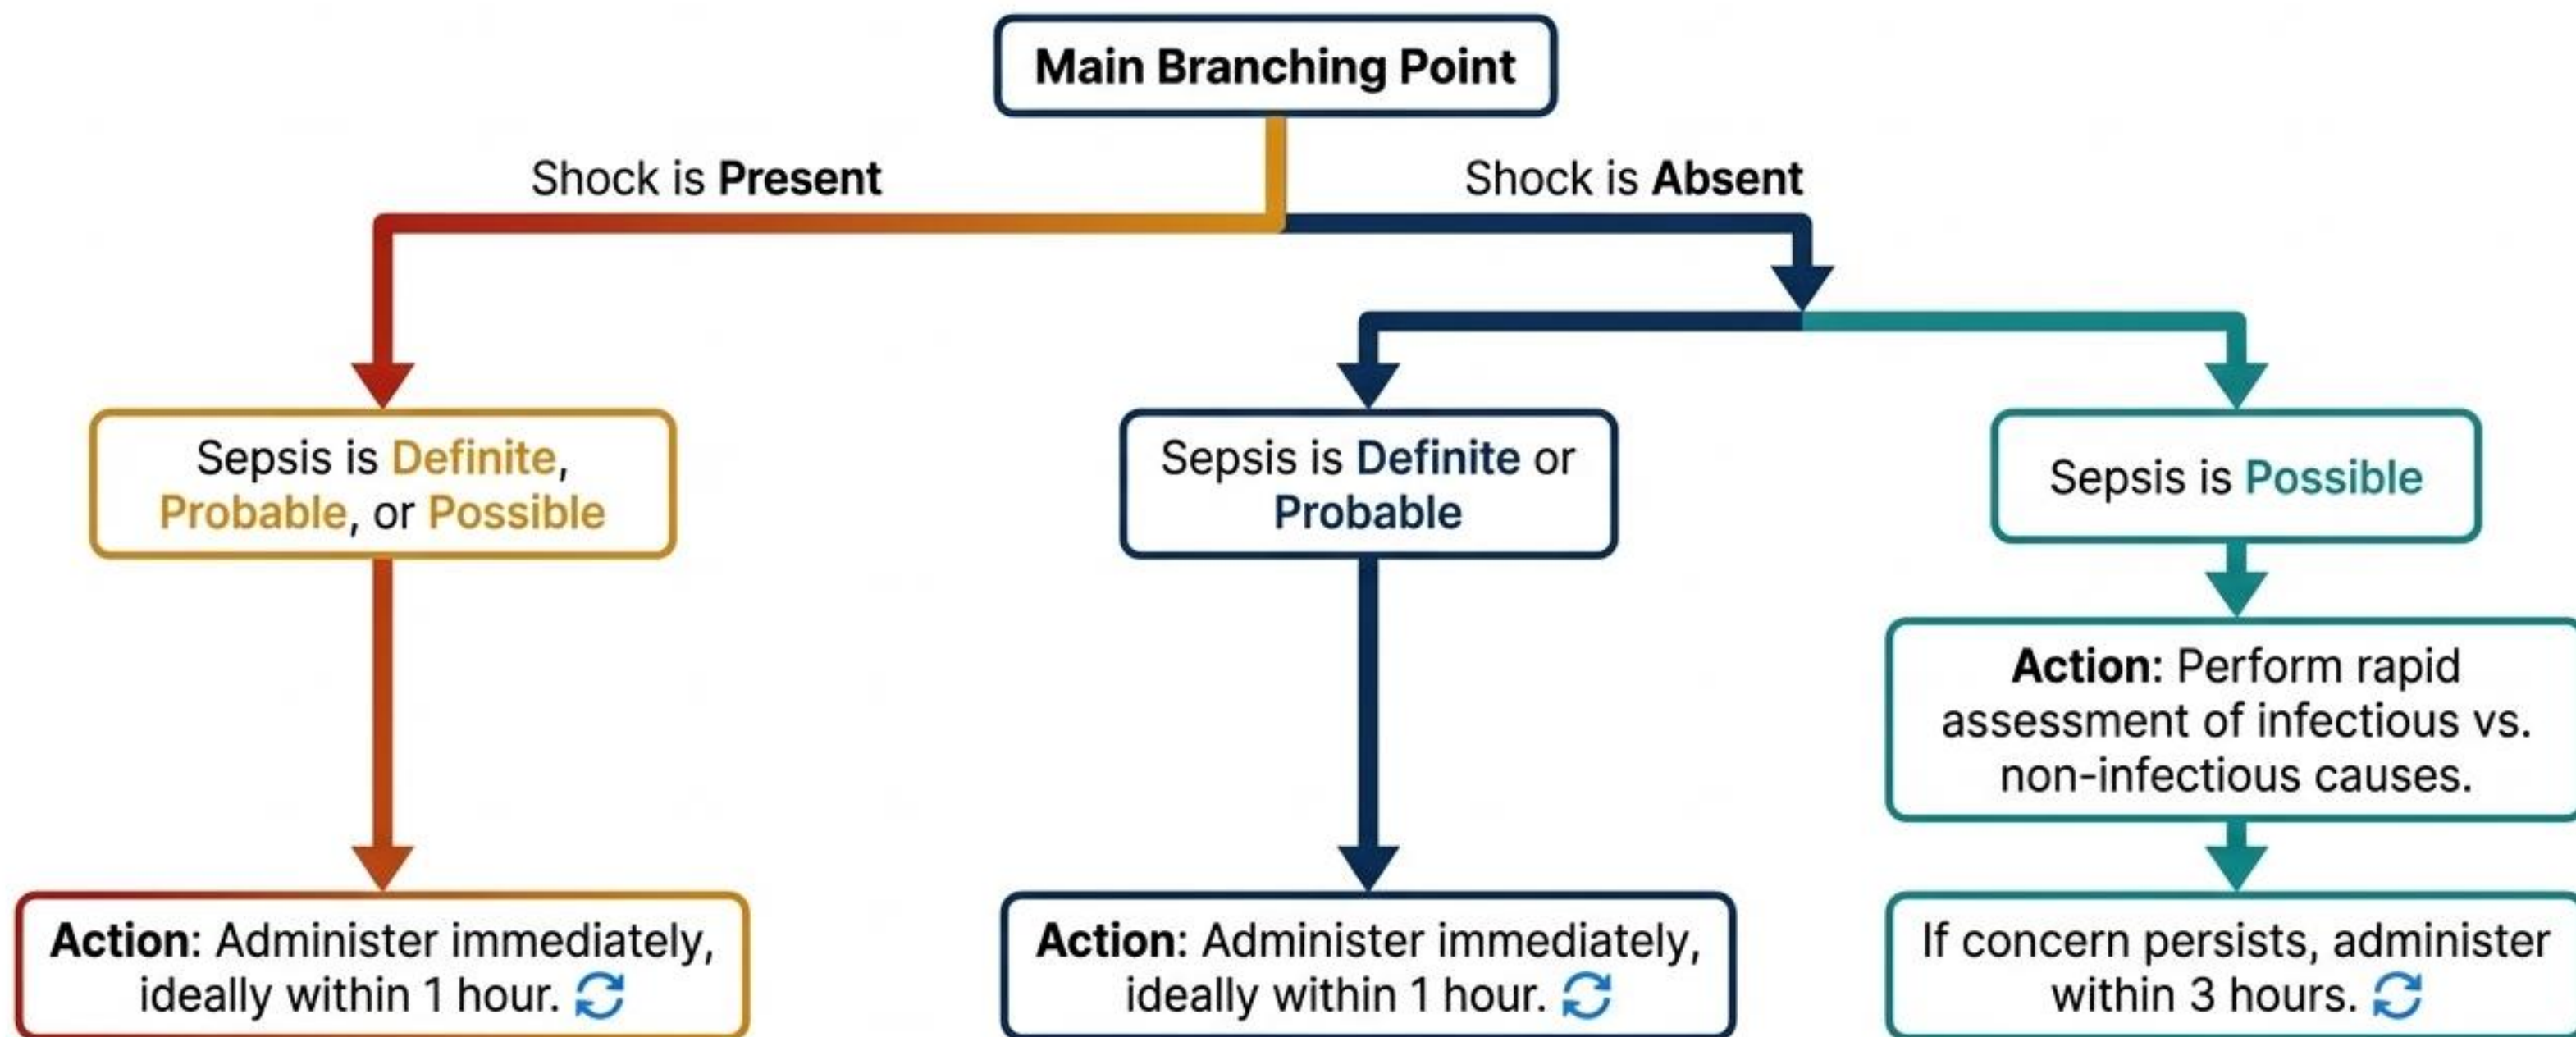 Main Branching Point
Shock is Present
Shock is Absent
Sepsis is Definite,
Probable, or Possible
Action: Administer immediately,
ideally within 1 hour.
Sepsis is Definite or
Probable
Action: Administer immediately,
ideally within 1 hour.
Sepsis is Possible
Action: Perform rapid
assessment of infectious vs.
non-infectious causes.
If concern persists, administer
within 3 hours.